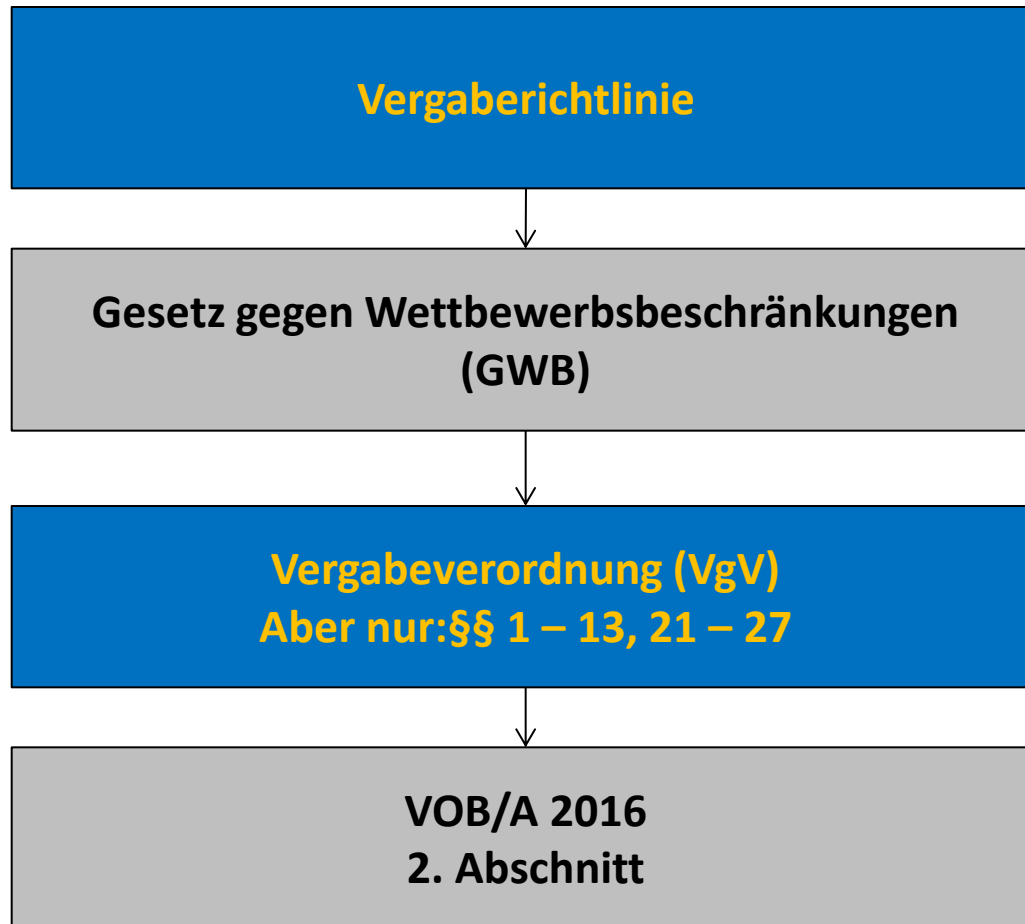 Vergaberichtlinie
Gesetz gegen Wettbewerbsbeschränkungen
(GWB)
Vergabeverordnung (VgV)
Aber nur:§§ 1 – 13, 21 – 27
VOB/A 2016
2. Abschnitt